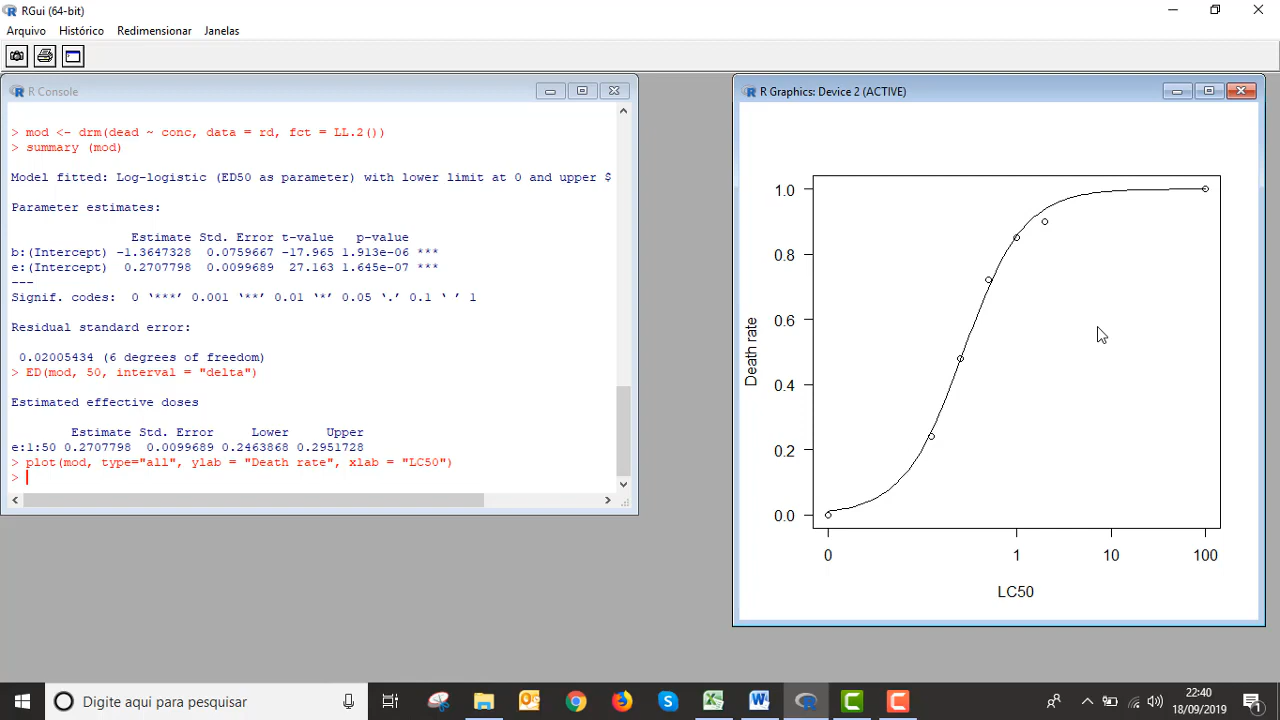 RGui (64-bit)
Arquivo Histórico Redimensionar Janelas
R Console
> mod <- drm(dead ~ conc, data = rd, fct = LL.2())
> summary (mod)
Model fitted: Log-logistic (ED50 as parameter) with lower limit at 0 and upper $
Parameter estimates:
Estimate Std. Error t-value p-value
b:(Intercept) -1.3647328 0.0759667 -17.965 1.913e-06 ***
e:(Intercept) 0.2707798 0.0099689 27.163 1.645e-07 ***
---
Signif. codes: 0 ‘***’ 0.001 ‘**’ 0.01 ‘*’ 0.05 ‘.’ 0.1 ‘ ’ 1
Residual standard error:
0.02005434 (6 degrees of freedom)
> ED(mod, 50, interval = "delta")
Estimated effective doses
Estimate Std. Error Lower Upper
e:1:50 0.2707798 0.0099689 0.2463868 0.2951728
> plot(mod, type="all", ylab = "Death rate", xlab = "LC50")
>
R Graphics: Device 2 (ACTIVE)
1.0
0.8
0.6
0.4
0.2
0.0
Death rate
0 1 10 100
LC50
Digite aqui para pesquisar
22:40
18/09/2019
1